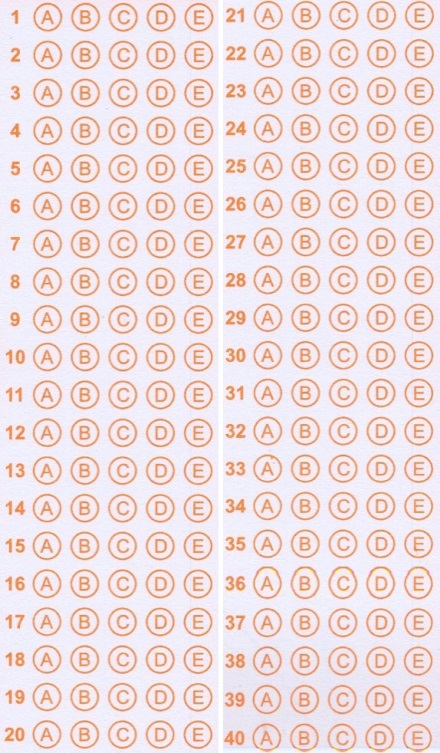 1 A B C D E
2 A B C D E
3 A B C D E
4 A B C D E
5 A B C D E
6 A B C D E
7 A B C D E
8 A B C D E
9 A B C D E
10 A B C D E
11 A B C D E
12 A B C D E
13 A B C D E
14 A B C D E
15 A B C D E
16 A B C D E
17 A B C D E
18 A B C D E
19 A B C D E
20 A B C D E
21 A B C D E
22 A B C D E
23 A B C D E
24 A B C D E
25 A B C D E
26 A B C D E
27 A B C D E
28 A B C D E
29 A B C D E
30 A B C D E
31 A B C D E
32 A B C D E
33 A B C D E
34 A B C D E
35 A B C D E
36 A B C D E
37 A B C D E
38 A B C D E
39 A B C D E
40 A B C D E